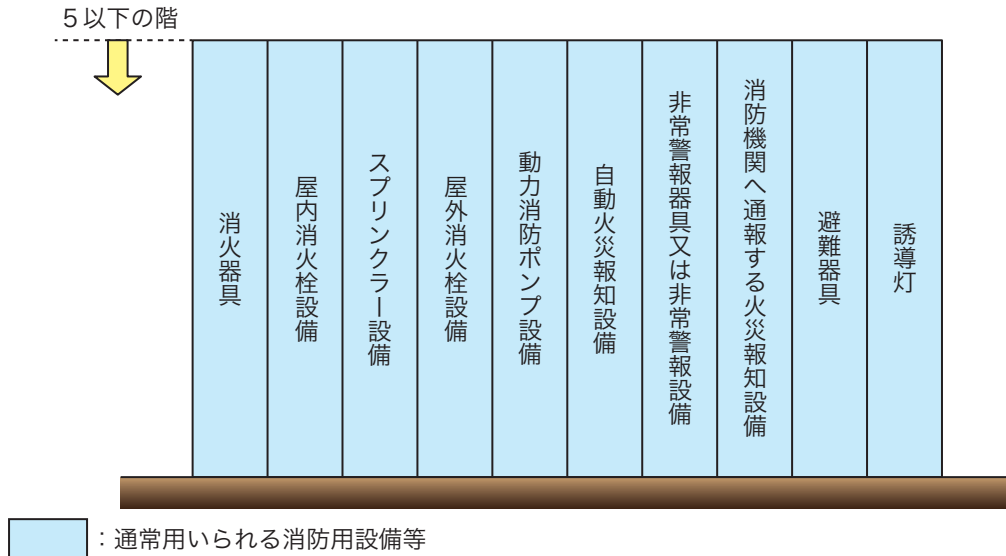 5以下の階
消火器具
屋内消火栓設備
スプリンクラー設備
屋外消火栓設備
動力消防ポンプ設備
自動火災報知設備
非常警報器具又は非常警報設備
消防機関へ通報する火災報知設備
避難器具
誘導灯
：通常用いられる消防用設備等